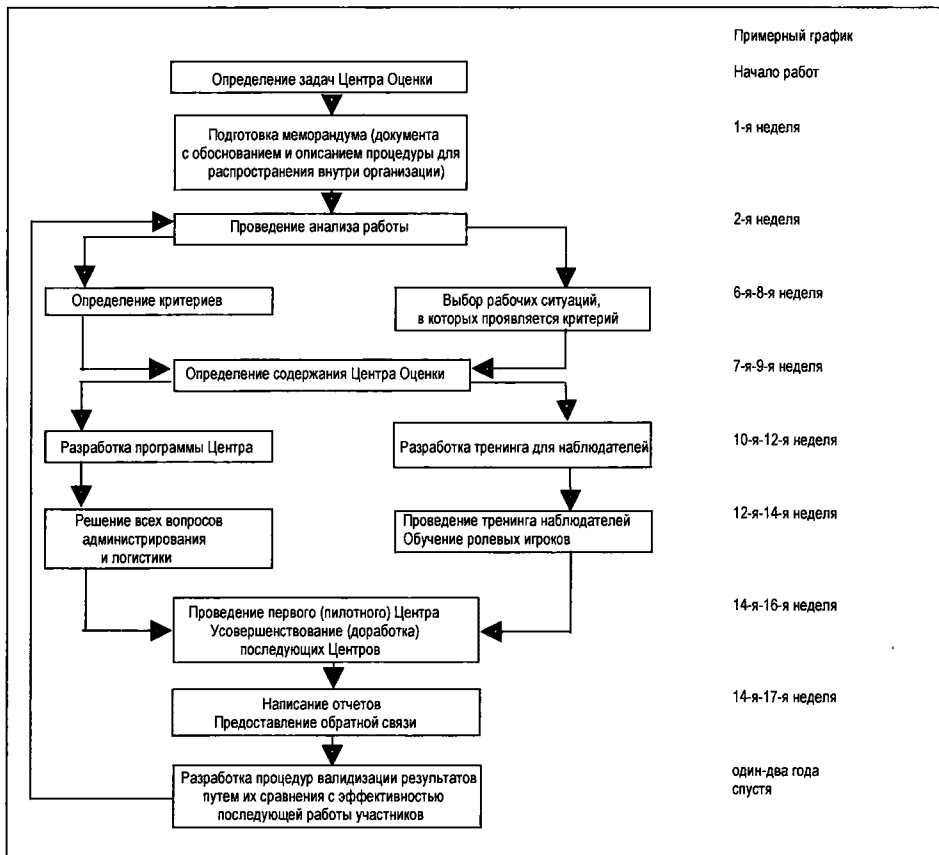 Примерный график
Определение задач Центра Оценки
Начало работ
Подготовка меморандума (документа
с обоснованием и описанием процедуры для
распространения внутри организации)
1-я неделя
Проведение анализа работы
2-я неделя
Определение критериев
Выбор рабочих ситуаций,
в которых проявляется критерий
6-я-8-я неделя
Определение содержания Центра Оценки
7-я-9-я неделя
Разработка программы Центра
Разработка тренинга для наблюдателей
10-я-12-я неделя
Решение всех вопросов
администрирования
и логистики
Проведение тренинга наблюдателей
Обучение ролевых игроков
12-я-14-я неделя
Проведение первого (пилотного) Центра
Усовершенствование (доработка)
последующих Центров
14-я-16-я неделя
Написание отчетов
Предоставление обратной связи
14-я-17-я неделя
Разработка процедур валидизации результатов
путем их сравнения с эффективностью
последующей работы участников
один-два года
спустя